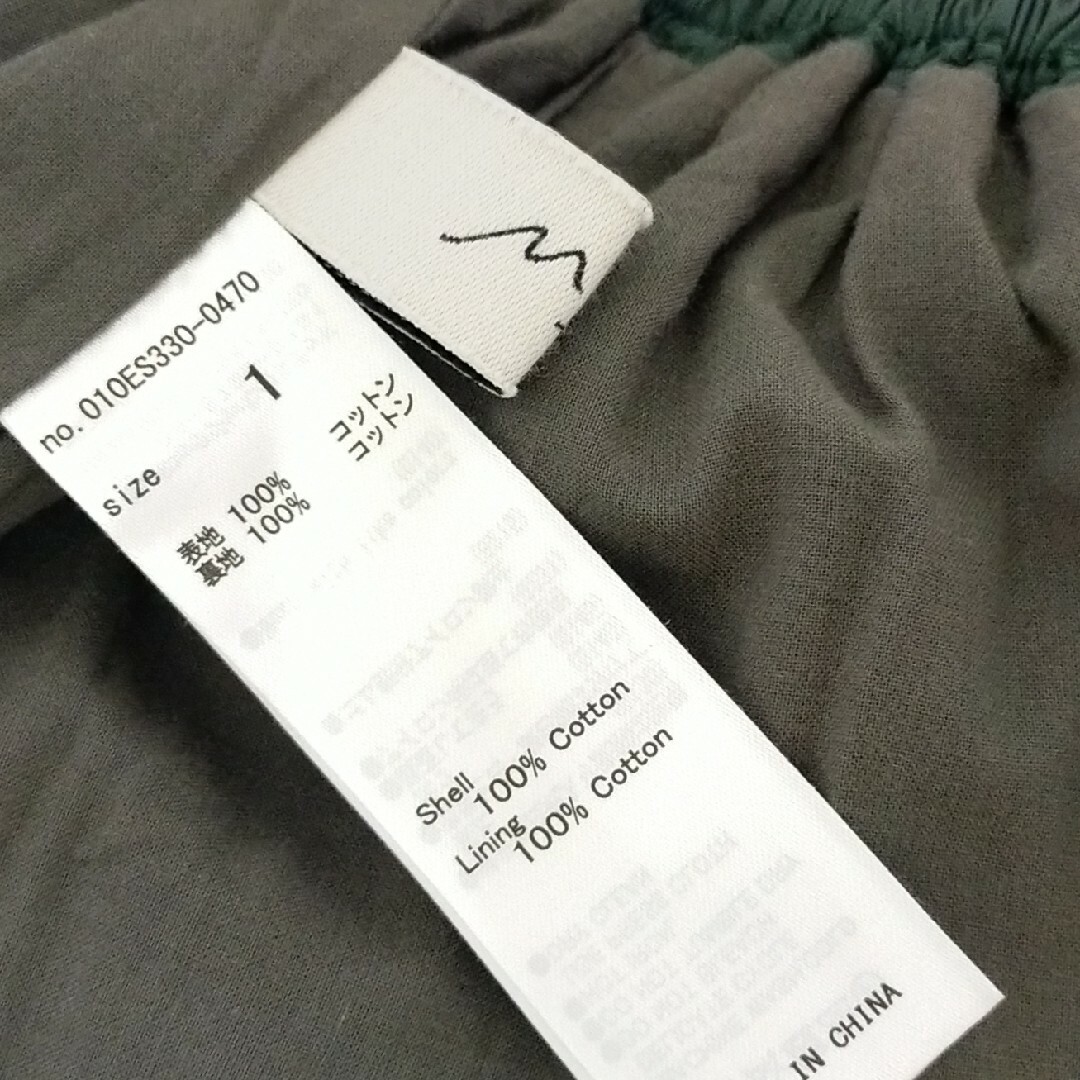 no.010ES330-0470
size 1
表地 100% コットン
裏地 100% コットン
Shell
100% Cotton
Lining
100% Cotton
IN CHINA